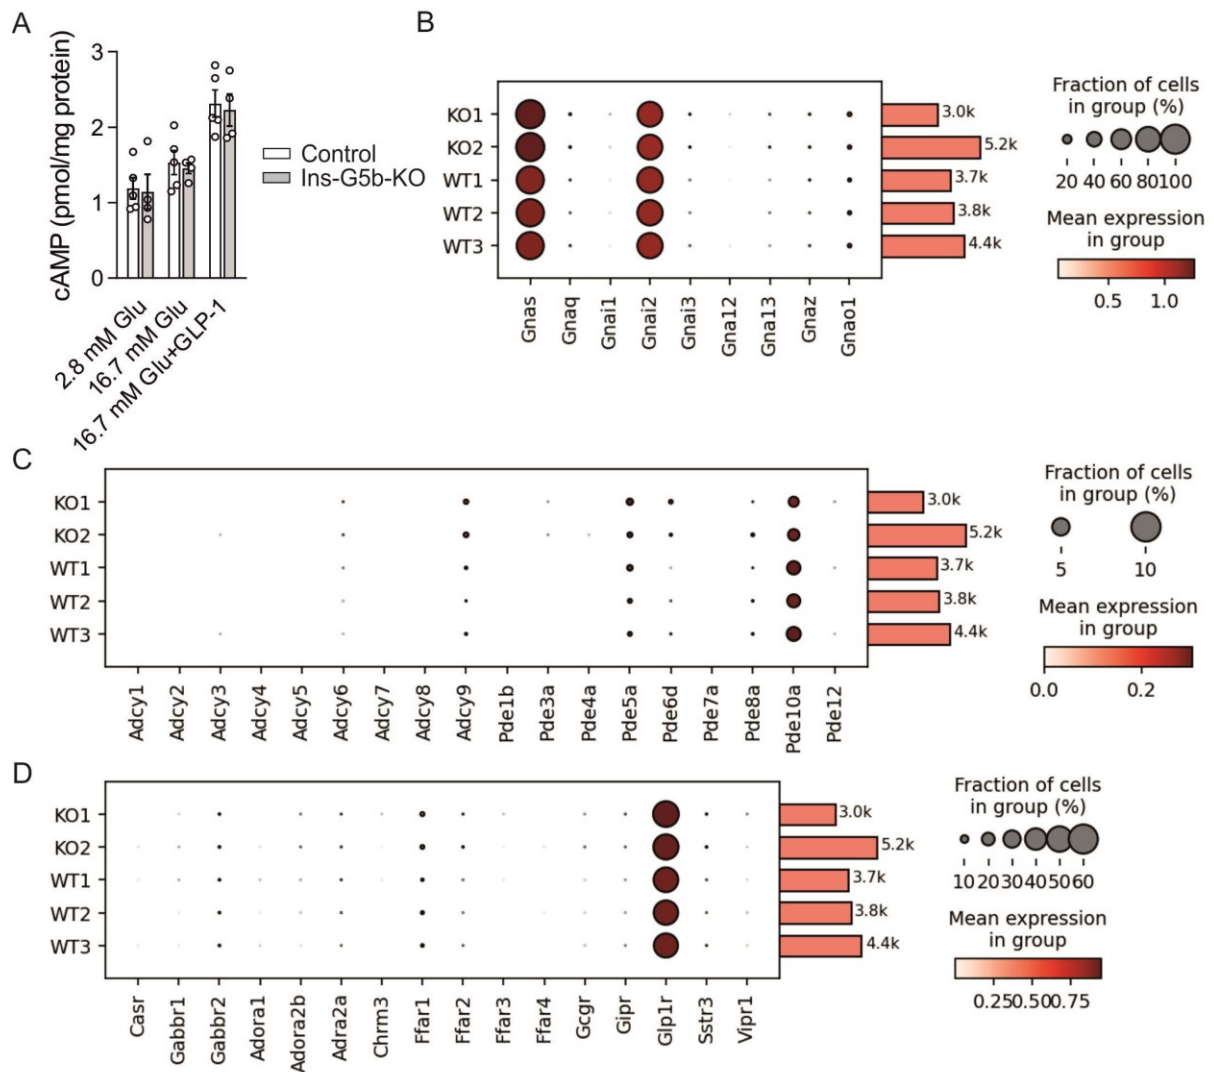 A
cAMP (pmol/mg protein)
3
2
1
0
2.8 mM Glu
16.7 mM Glu
16.7 mM Glu+GLP-1
Control
Ins-G5b-KO
B
KO1
KO2
WT1
WT2
WT3
3.0k
5.2k
3.7k
3.8k
4.4k
Gnas
Gnaq
Gnai1
Gnai2
Gnai3
Gna12
Gna13
Gnaz
Gnao1
Fraction of cells
in group (%)
20 40 60 80100
Mean expression
in group
0.5 1.0
C
KO1
KO2
WT1
WT2
WT3
3.0k
5.2k
3.7k
3.8k
4.4k
Adcy1
Adcy2
Adcy3
Adcy4
Adcy5
Adcy6
Adcy7
Adcy8
Adcy9
Pde1b
Pde3a
Pde4a
Pde5a
Pde6d
Pde7a
Pde8a
Pde10a
Pde12
Fraction of cells
in group (%)
5 10
Mean expression
in group
0.0 0.2
D
KO1
KO2
WT1
WT2
WT3
3.0k
5.2k
3.7k
3.8k
4.4k
Casr
Gabbr1
Gabbr2
Adora1
Adora2b
Adra2a
Chrm3
Ffar1
Ffar2
Ffar3
Ffar4
Gcgr
Gipr
Glp1r
Sstr3
Vipr1
Fraction of cells
in group (%)
10 20 30 40 50 60
Mean expression
in group
0.250.500.75